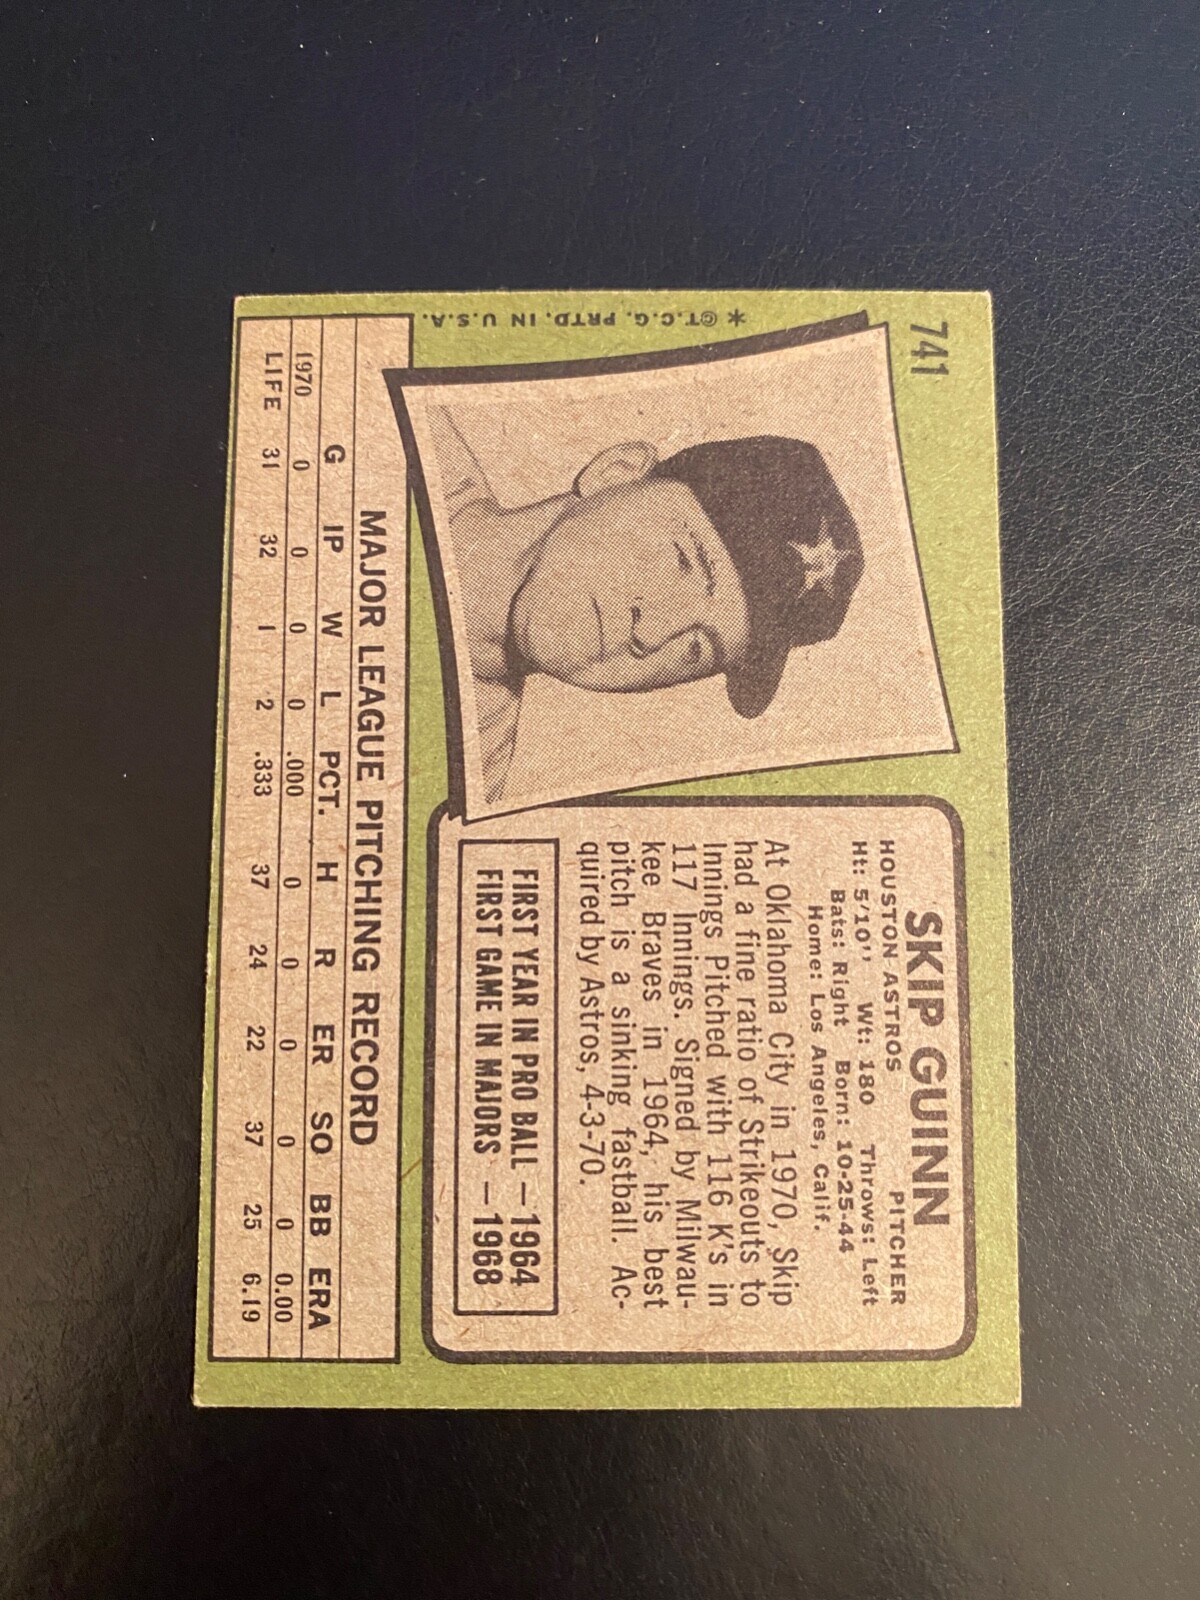 741
* ©T.C.G. PRTD. IN U.S.A.
SKIP GUINN
HOUSTON ASTROS PITCHER
Ht: 5'10'' Wt: 180 Throws: Left
Bats: Right Born: 10-25-44
Home: Los Angeles, Calif.
At Oklahoma City in 1970, Skip
had a fine ratio of Strikeouts to
Innings Pitched with 116 K's in
117 Innings. Signed by Milwau-
kee Braves in 1964, his best
pitch is a sinking fastball. Ac-
quired by Astros, 4-3-70.
FIRST YEAR IN PRO BALL — 1964
FIRST GAME IN MAJORS — 1968
MAJOR LEAGUE PITCHING RECORD
G IP W L PCT. H R ER SO BB ERA
1970 0 0 0 0 .000 0 0 0 0 0 0.00
LIFE 31 32 1 2 .333 37 24 22 37 25 6.19